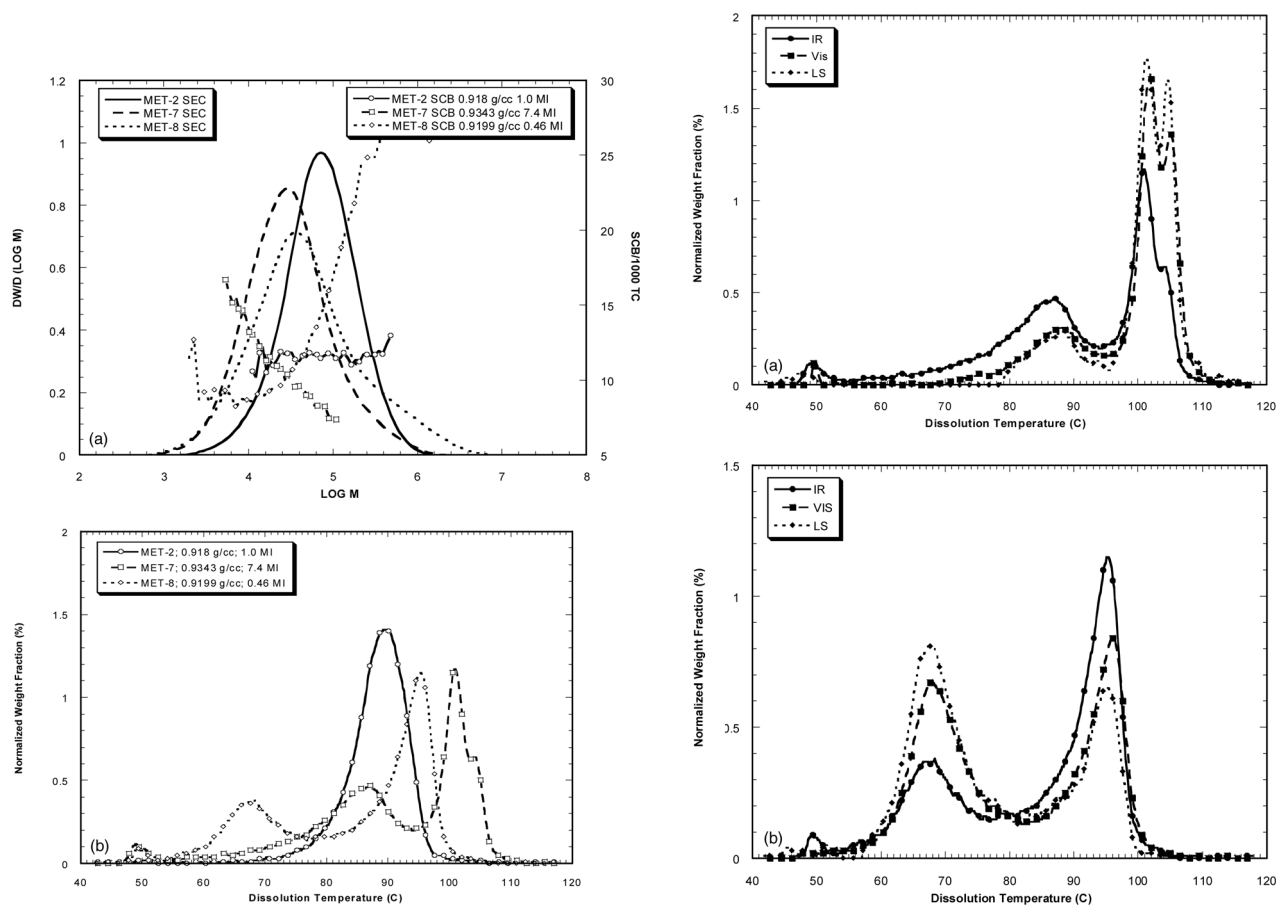 1.2
1
0.8
0.6
0.4
0.2
0
DW/D (LOG M)
30
25
20
15
10
5
SCB/1000 TC
MET-2 SEC
MET-7 SEC
MET-8 SEC
MET-2 SCB 0.918 g/cc 1.0 MI
MET-7 SCB 0.9343 g/cc 7.4 MI
MET-8 SCB 0.9199 g/cc 0.46 MI
(a)
2 3 4 5 6 7 8
LOG M
2
1.5
1
0.5
0
Normalized Weight Fraction (%)
MET-2; 0.918 g/cc; 1.0 MI
MET-7; 0.9343 g/cc; 7.4 MI
MET-8; 0.9199 g/cc; 0.46 MI
(b)
40 50 60 70 80 90 100 110 120
Dissolution Temperature (C)
2
1.5
1
0.5
0
Normalized Weight Fraction (%)
IR
Vis
LS
(a)
40 50 60 70 80 90 100 110 120
Dissolution Temperature (C)
1.5
1
0.5
0
Normalized Weight Fraction (%)
IR
VIS
LS
(b)
40 50 60 70 80 90 100 110 120
Dissolution Temperature (C)